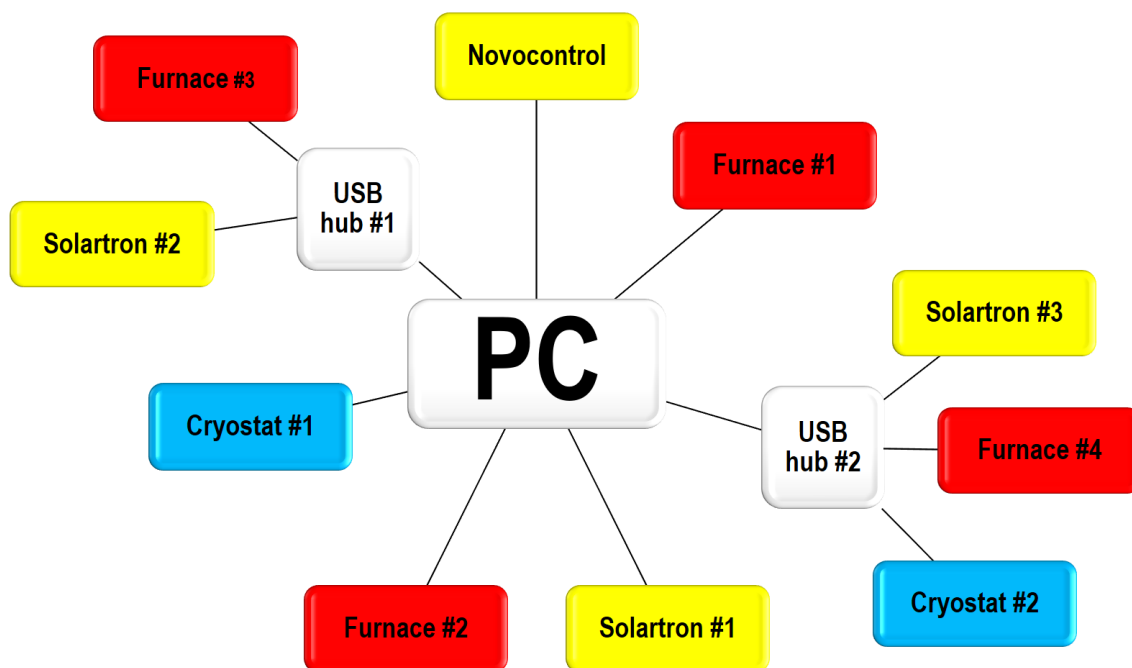 Novocontrol
Furnace #3
Furnace #1
USB
hub #1
Solartron #2
Solartron #3
PC
Cryostat #1
USB
hub #2
Furnace #4
Cryostat #2
Furnace #2
Solartron #1